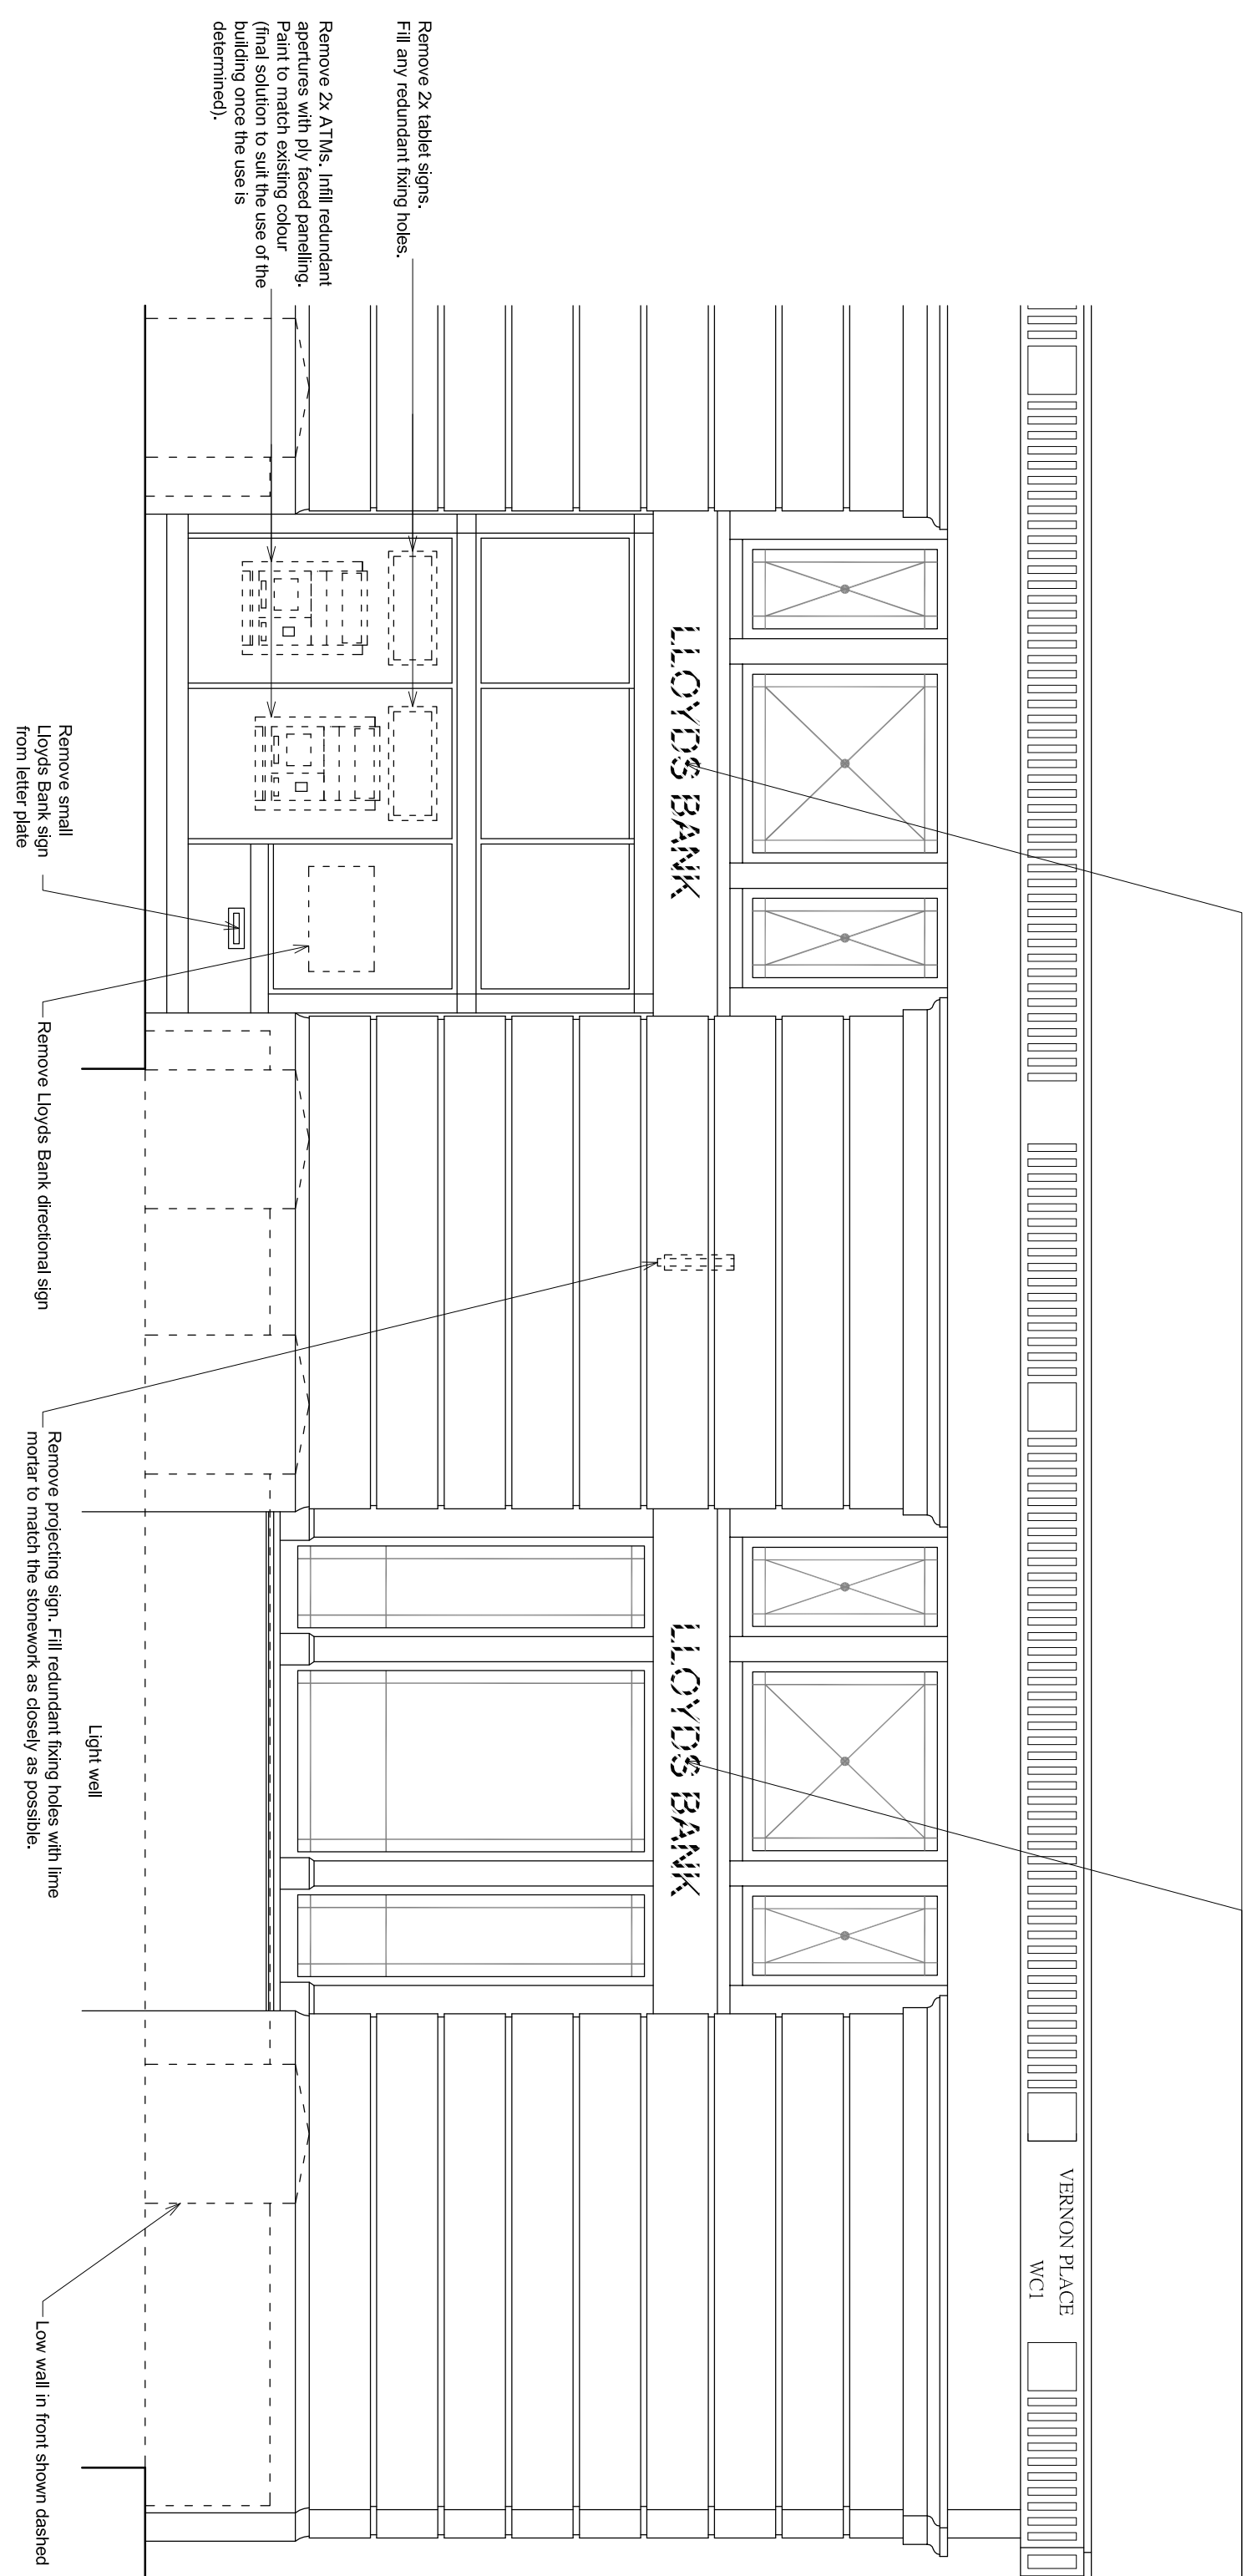 VERNON PLACE
WC1
LLOYDS BANK
LLOYDS BANK
Remove 2x tablet signs.
Fill any redundant fixing holes.
Remove 2x ATMs. Infill redundant
apertures with ply faced panelling.
Paint to match existing colour
(final solution to suit the use of the
building once the use is
determined).
Remove small
Lloyds Bank sign
from letter plate
Remove Lloyds Bank directional sign
Remove projecting sign. Fill redundant fixing holes with lime
mortar to match the stonework as closely as possible.
Light well
Low wall in front shown dashed